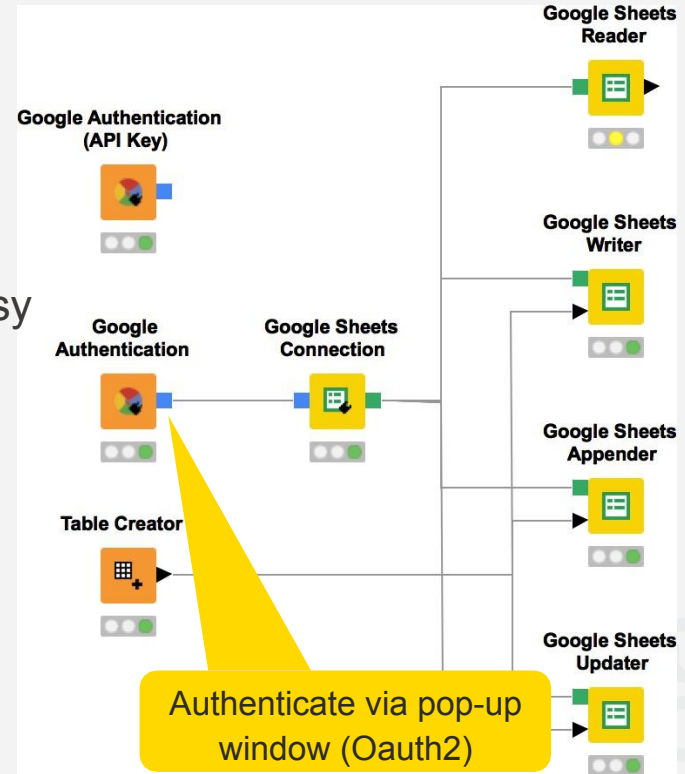 Google Sheets
Reader
Google Authentication
(API Key)
Google Sheets
Writer
sy
Google
Authentication
Google Sheets
Connection
Google Sheets
Appender
Table Creator
Google Sheets
Updater
Authenticate via pop-up
window (Oauth2)